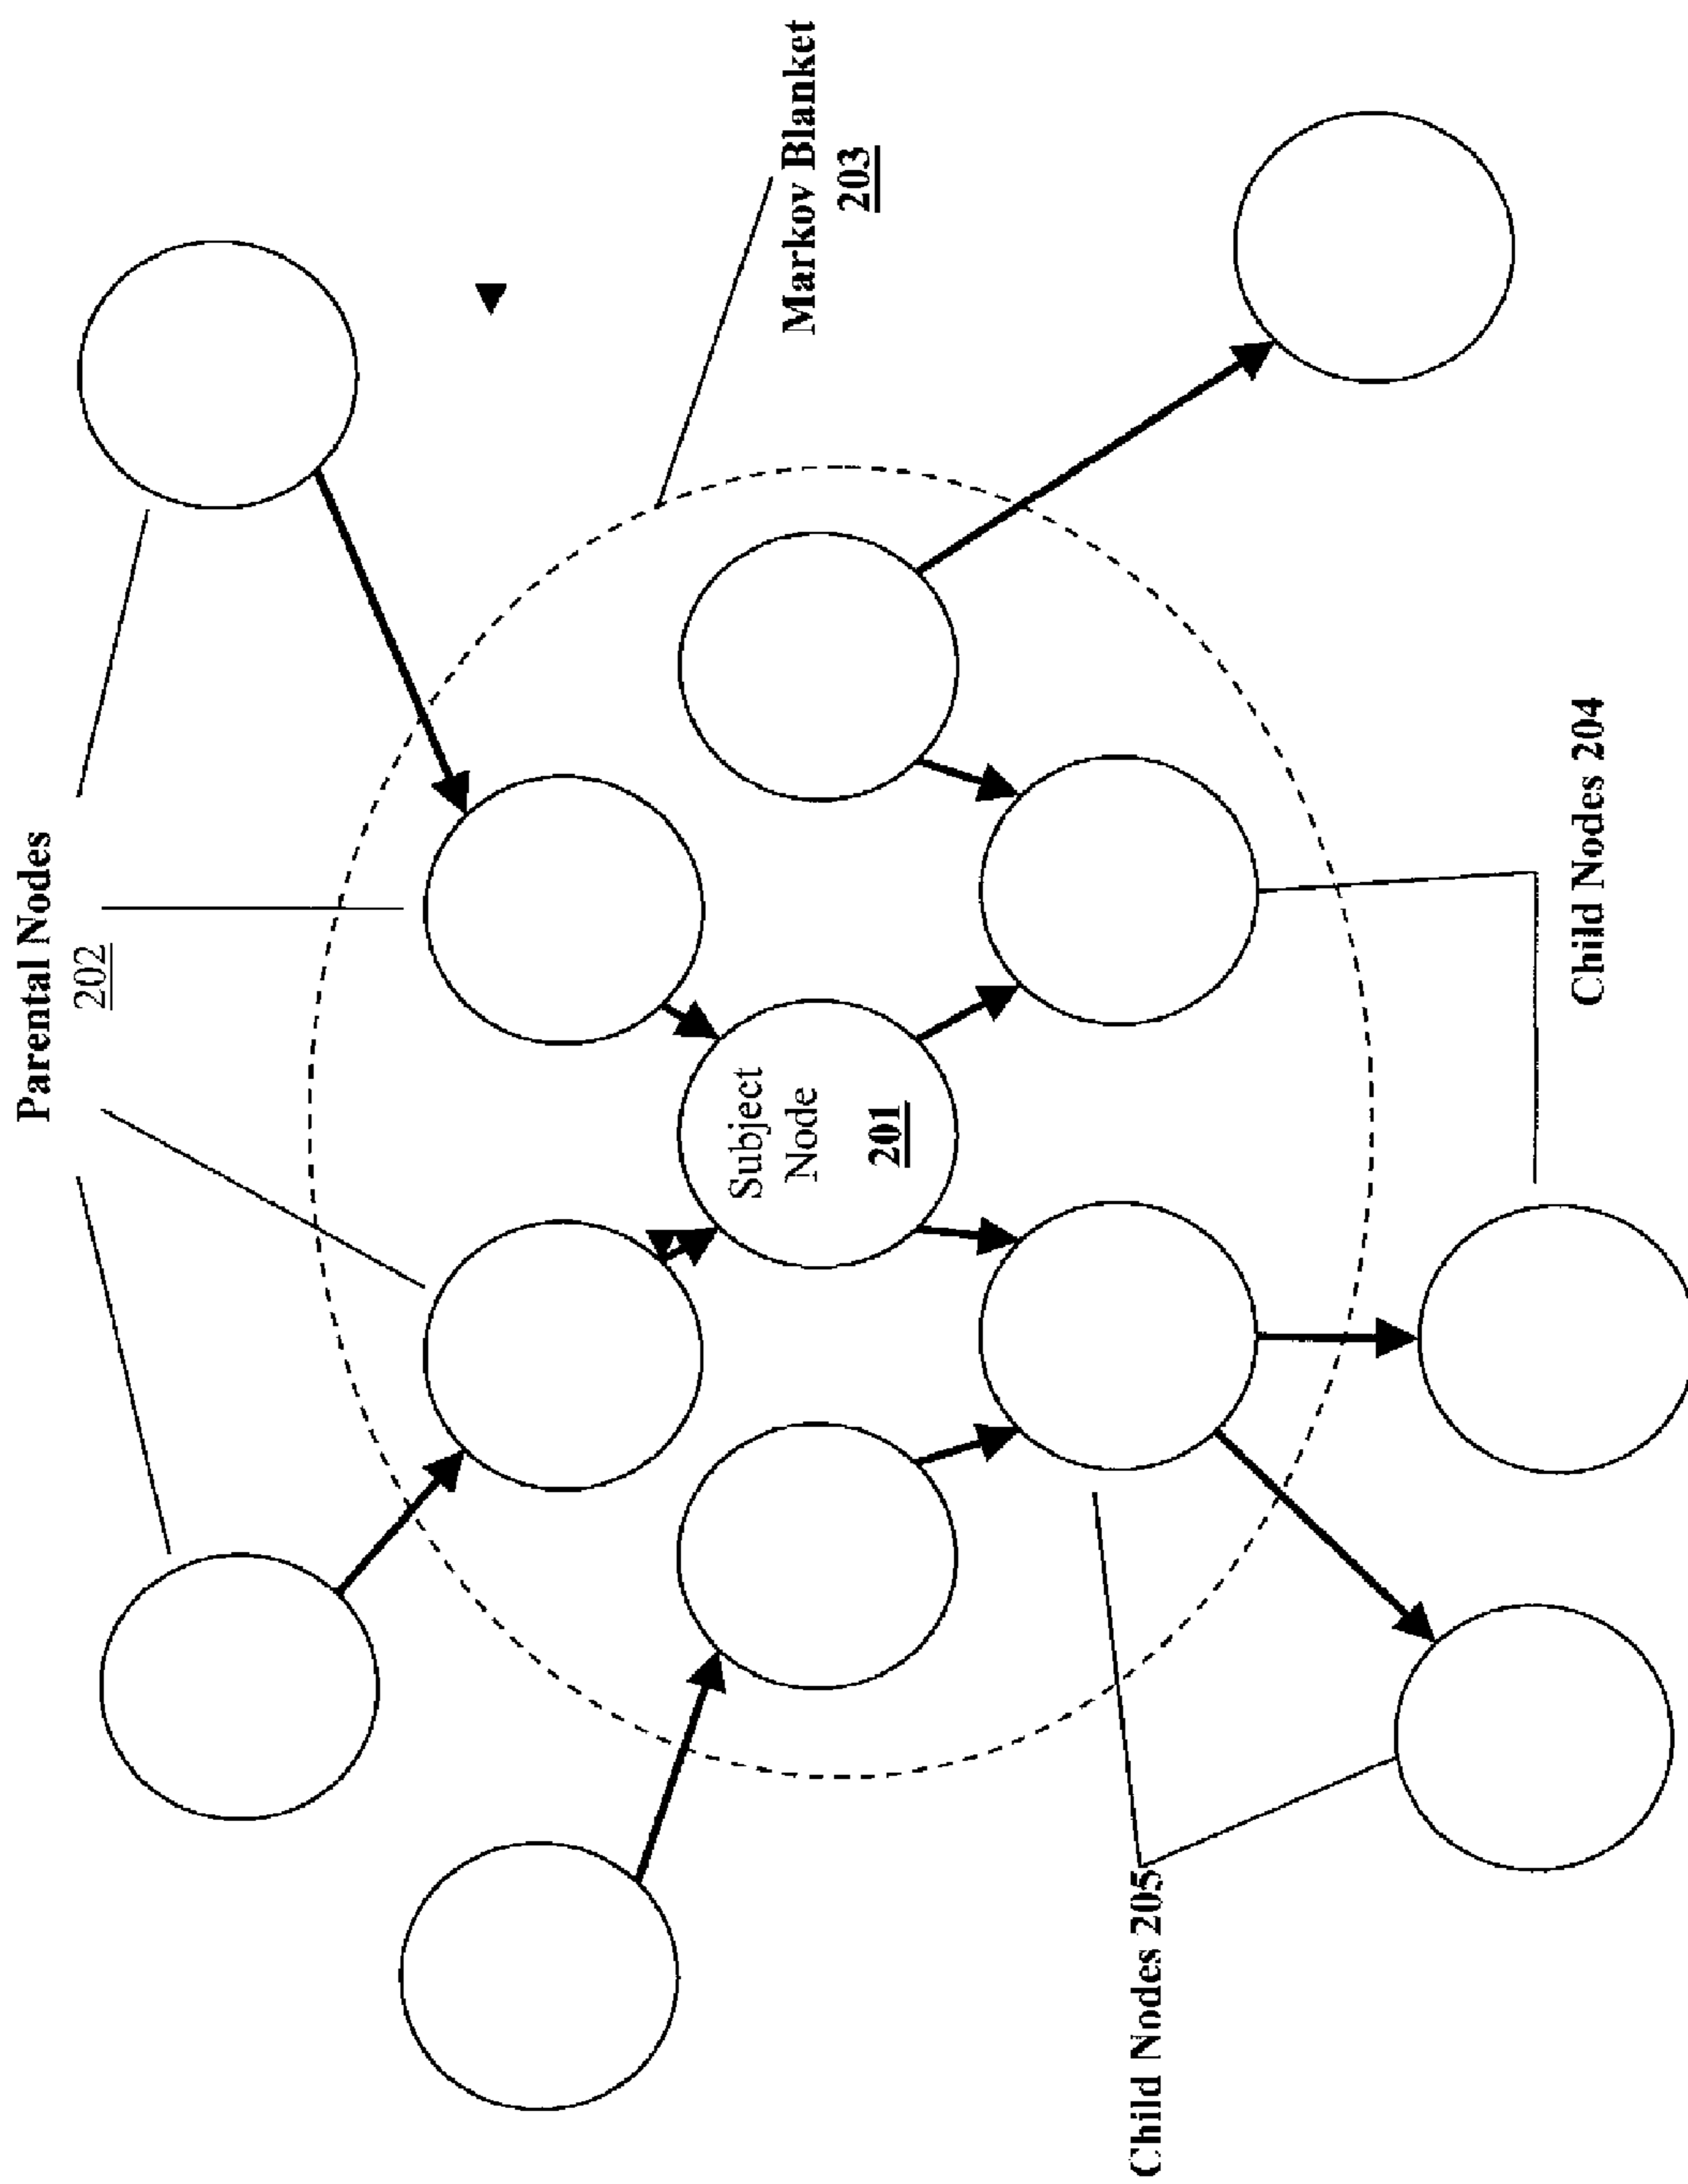 Parental Nodes
202
Markov Blanket
203
Subject
Node
201
Child Nodes 205
Child Nodes 204